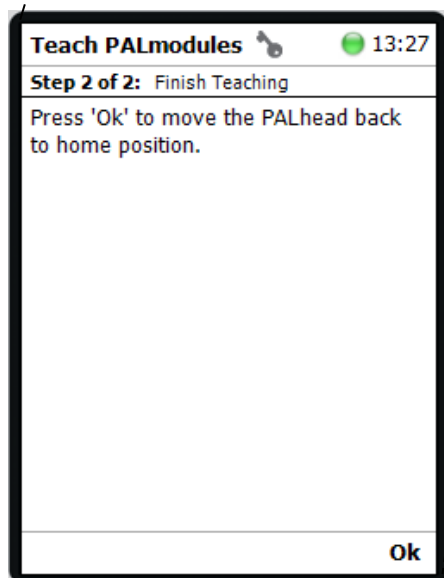 Teach PALmodules 13:27
Step 2 of 2: Finish Teaching
Press 'Ok' to move the PALhead back
to home position.
Ok